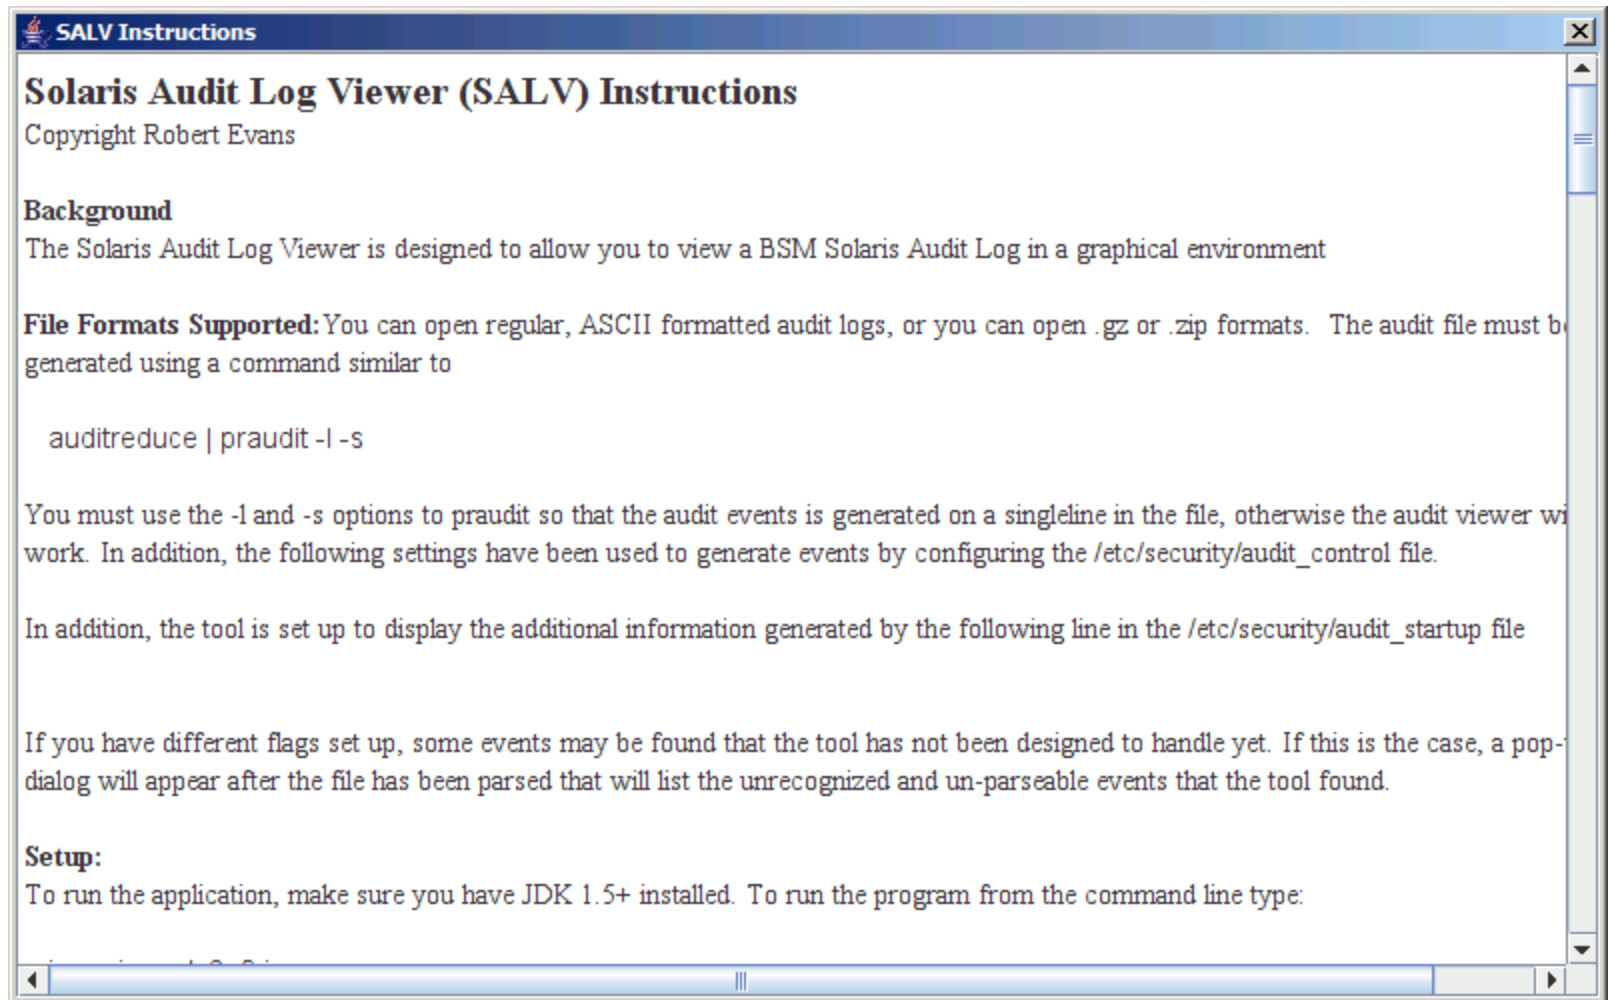 SALV Instructions
Solaris Audit Log Viewer (SALV) Instructions
Copyright Robert Evans
Background
The Solaris Audit Log Viewer is designed to allow you to view a BSM Solaris Audit Log in a graphical environment
File Formats Supported: You can open regular, ASCII formatted audit logs, or you can open .gz or .zip formats. The audit file must
generated using a command similar to
auditreduce | praudit -l -s
You must use the -l and -s options to praudit so that the audit events is generated on a singleline in the file, otherwise the audit viewer
work. In addition, the following settings have been used to generate events by configuring the /etc/security/audit_control file.
In addition, the tool is set up to display the additional information generated by the following line in the /etc/security/audit_startup file
If you have different flags set up, some events may be found that the tool has not been designed to handle yet. If this is the case, a pop-
dialog will appear after the file has been parsed that will list the unrecognized and un-parseable events that the tool found.
Setup:
To run the application, make sure you have JDK 1.5+ installed. To run the program from the command line type: